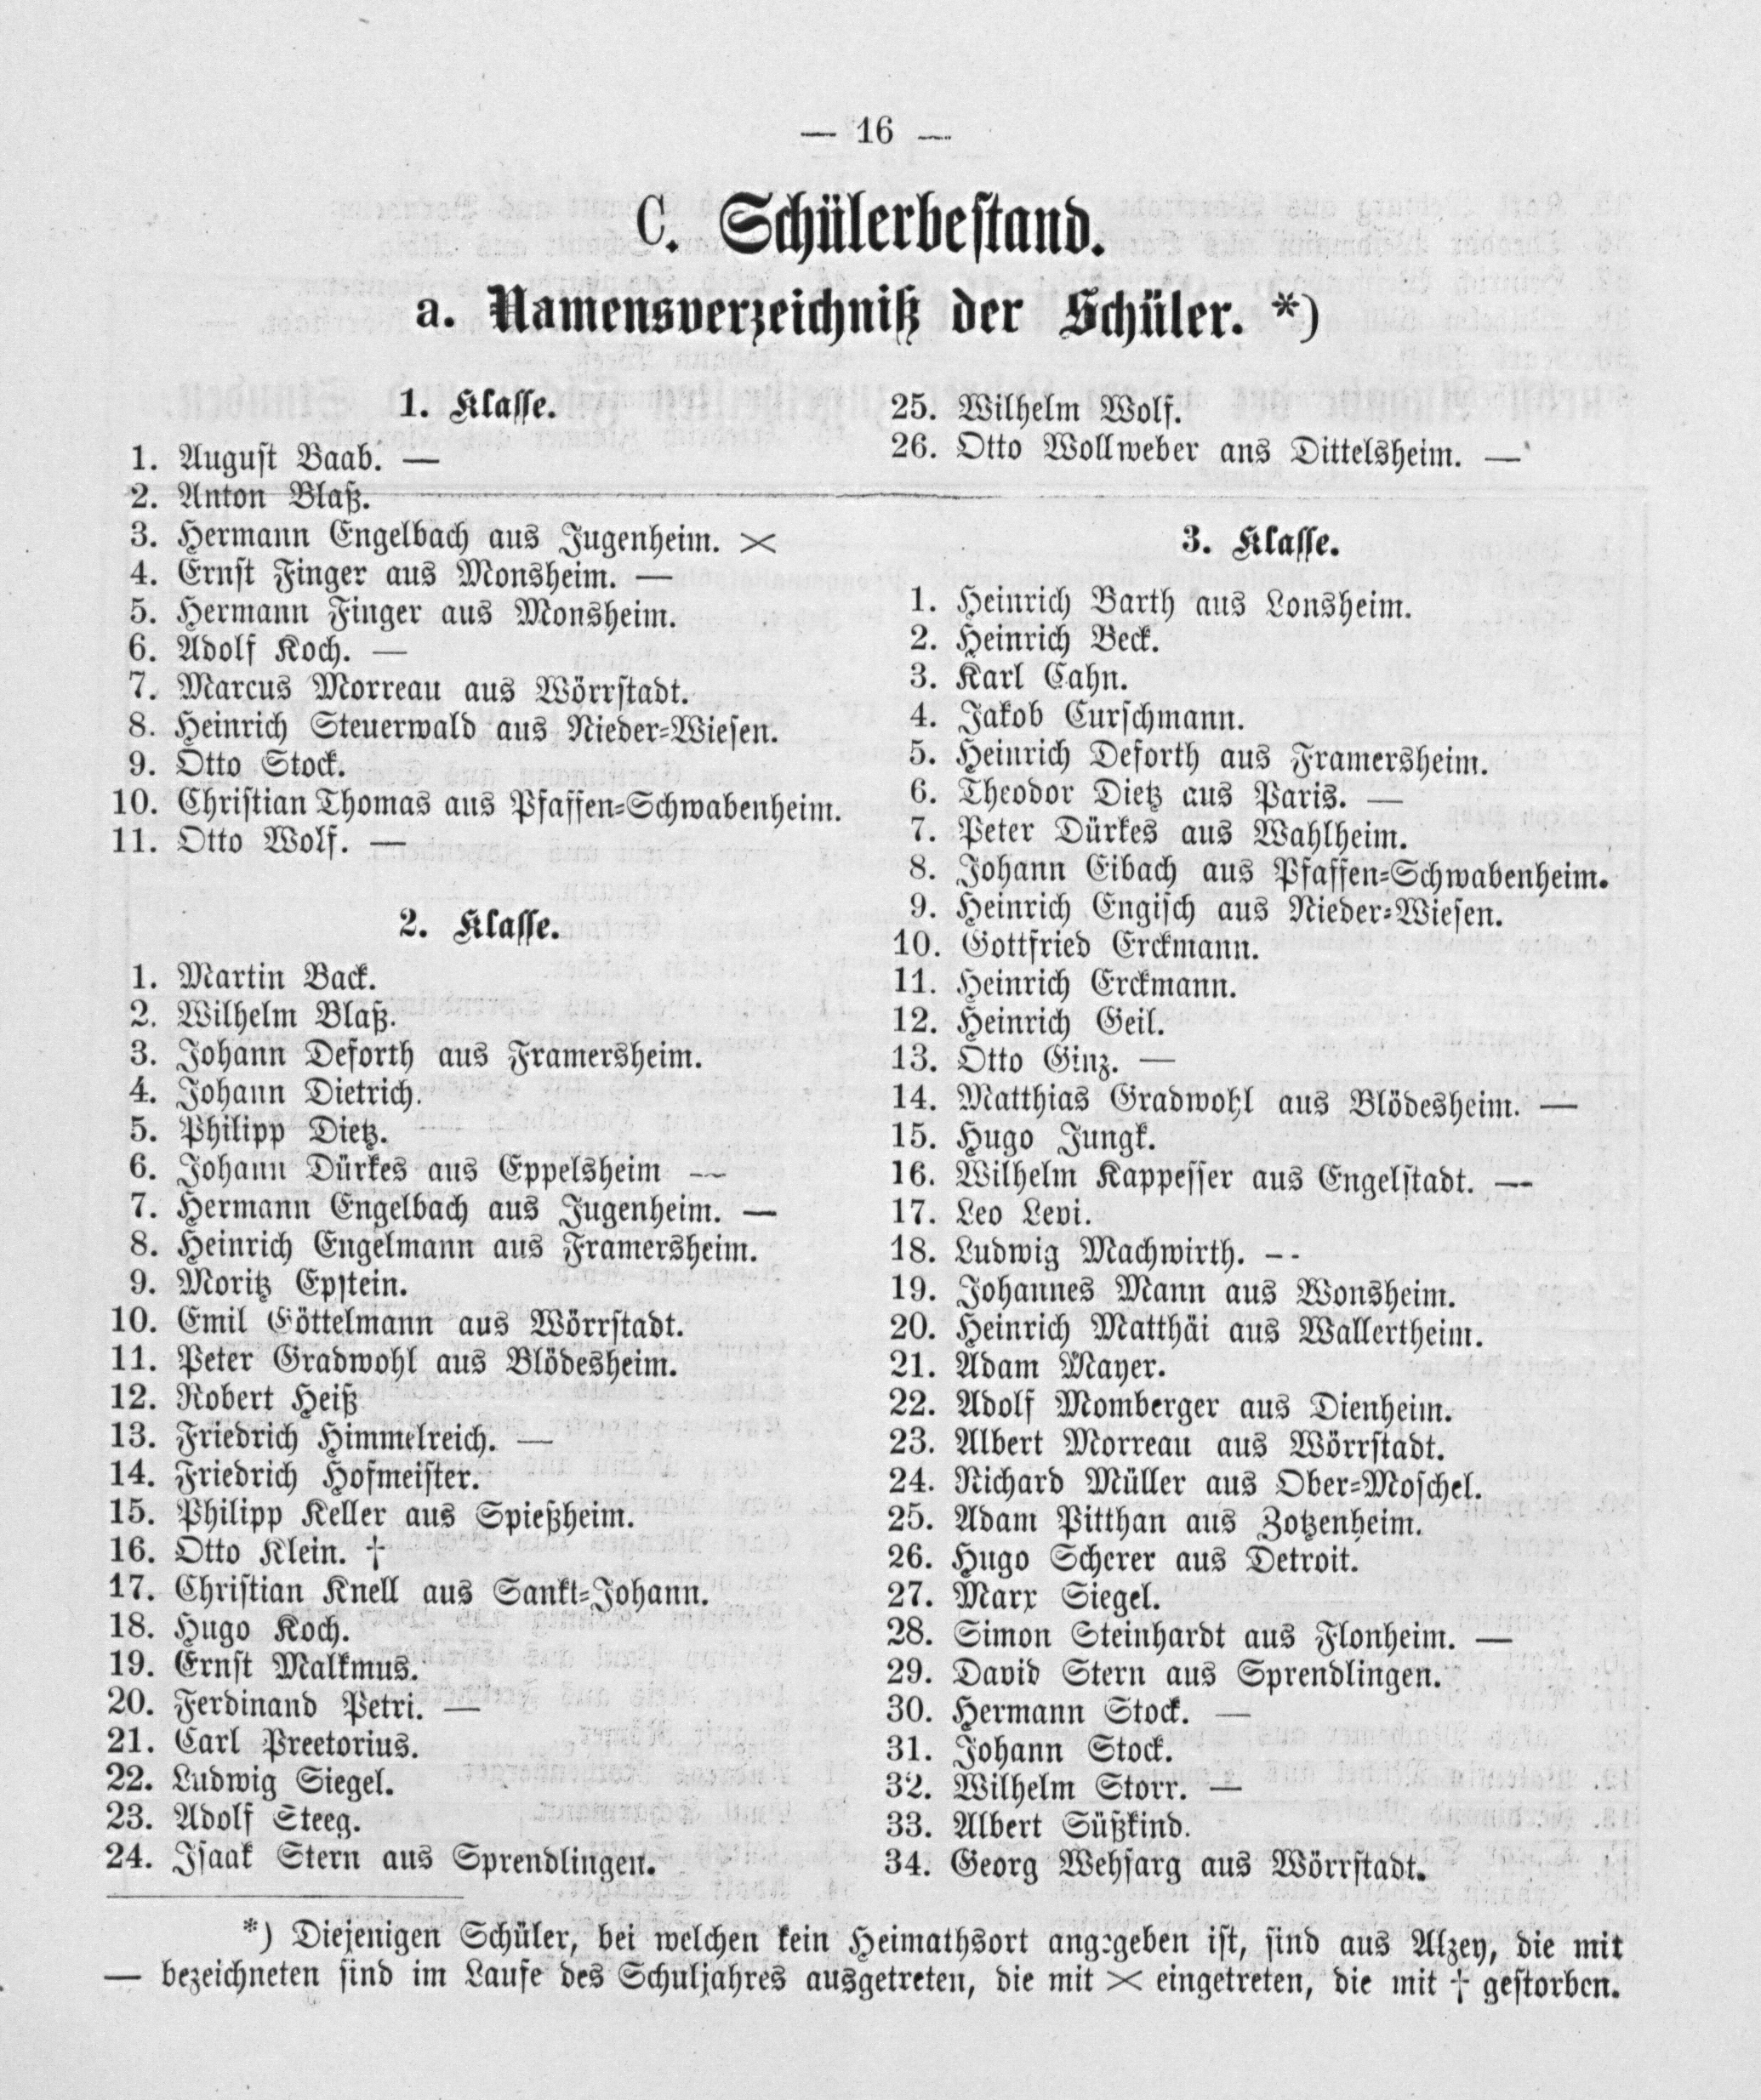 — 16 —
C. Schülerbestand.
a. Namensverzeichniß der Schüler. *)
1. Klasse.
1. August Baab. —
2. Anton Blaß.
3. Hermann Engelbach aus Jugenheim. ×
4. Ernst Finger aus Monsheim. —
5. Hermann Finger aus Monsheim.
6. Adolf Koch. —
7. Marcus Morreau aus Wörrstadt.
8. Heinrich Steuerwald aus Nieder-Wiesen.
9. Otto Stock.
10. Christian Thomas aus Pfaffen-Schwabenheim.
11. Otto Wolf. —
2. Klasse.
1. Martin Back.
2. Wilhelm Blaß.
3. Johann Deforth aus Framersheim.
4. Johann Dietrich.
5. Philipp Dietz.
6. Johann Dürkes aus Eppelsheim —
7. Hermann Engelbach aus Jugenheim. —
8. Heinrich Engelmann aus Framersheim.
9. Moritz Epstein.
10. Emil Göttelmann aus Wörrstadt.
11. Peter Gradwohl aus Blödesheim.
12. Robert Heiß
13. Friedrich Himmelreich. —
14. Friedrich Hofmeister.
15. Philipp Keller aus Spießheim.
16. Otto Klein. †
17. Christian Knell aus Sankt-Johann.
18. Hugo Koch.
19. Ernst Malkmus.
20. Ferdinand Petri. —
21. Carl Preetorius.
22. Ludwig Siegel.
23. Adolf Steeg.
24. Isaak Stern aus Sprendlingen.
25. Wilhelm Wolf.
26. Otto Wollweber ans Dittelsheim. —
3. Klasse.
1. Heinrich Barth aus Lonsheim.
2. Heinrich Beck.
3. Karl Cahn.
4. Jakob Curschmann.
5. Heinrich Deforth aus Framersheim.
6. Theodor Dietz aus Paris. —
7. Peter Dürkes aus Wahlheim.
8. Johann Eibach aus Pfaffen-Schwabenheim.
9. Heinrich Engisch aus Nieder-Wiesen.
10. Gottfried Erckmann.
11. Heinrich Erckmann.
12. Heinrich Geil.
13. Otto Ginz. —
14. Matthias Gradwohl aus Blödesheim. —
15. Hugo Jungk.
16. Wilhelm Kappesser aus Engelstadt. —
17. Leo Levi.
18. Ludwig Machwirth. —
19. Johannes Mann aus Wonsheim.
20. Heinrich Matthäi aus Wallertheim.
21. Adam Mayer.
22. Adolf Momberger aus Dienheim.
23. Albert Morreau aus Wörrstadt.
24. Richard Müller aus Ober-Moschel.
25. Adam Pitthan aus Zotzenheim.
26. Hugo Scherer aus Detroit.
27. Marx Siegel.
28. Simon Steinhardt aus Flonheim. —
29. David Stern aus Sprendlingen.
30. Hermann Stock. —
31. Johann Stock.
32. Wilhelm Storr. —
33. Albert Süßkind.
34. Georg Wehsarg aus Wörrstadt.
*) Diejenigen Schüler, bei welchen kein Heimathsort angegeben ist, sind aus Alzey, die mit
— bezeichneten sind im Laufe des Schuljahres ausgetreten, die mit × eingetreten, die mit † gestorben.